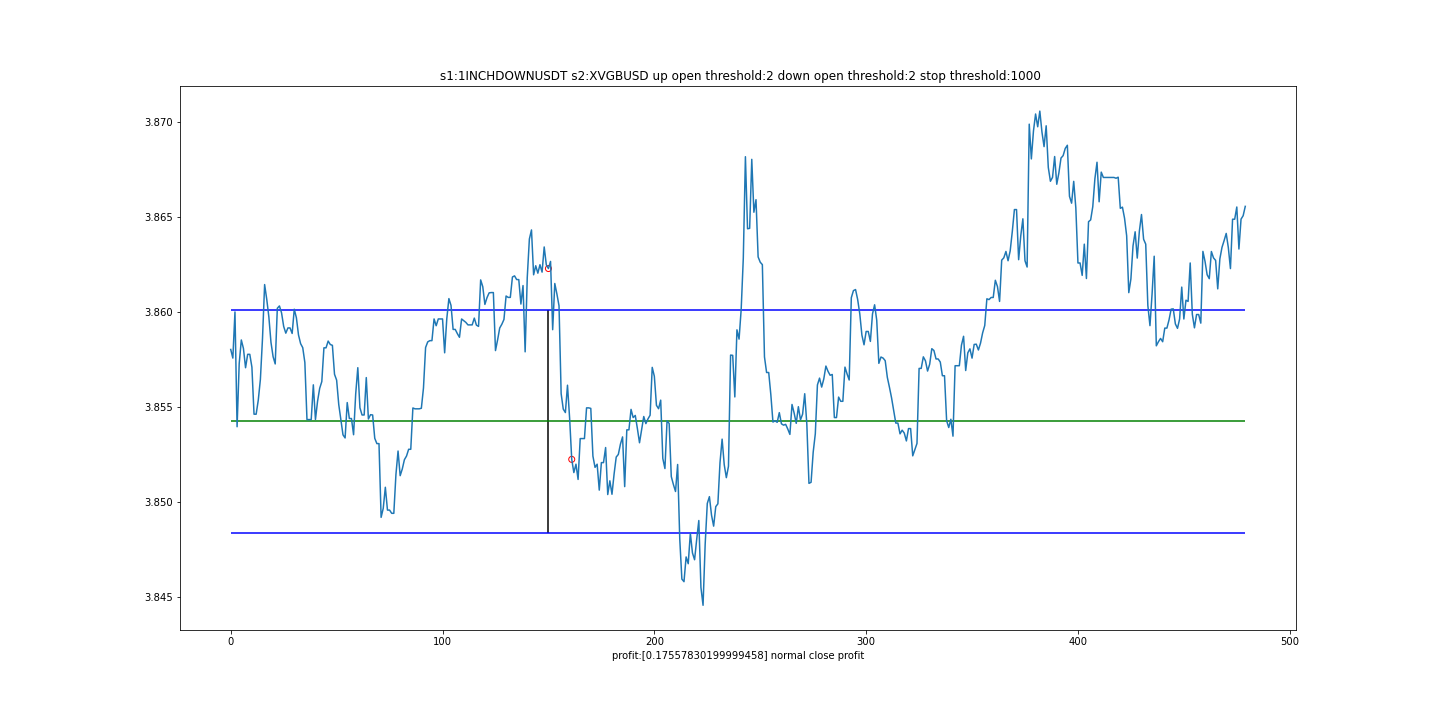 s1:1INCHDOWNUSDT s2:XVGBUSD up open threshold:2 down open threshold:2 stop threshold:1000
3.870
3.865
3.860
3.855
3.850
3.845
0 100 200 300 400 500
profit:[0.17557830199999458] normal close profit